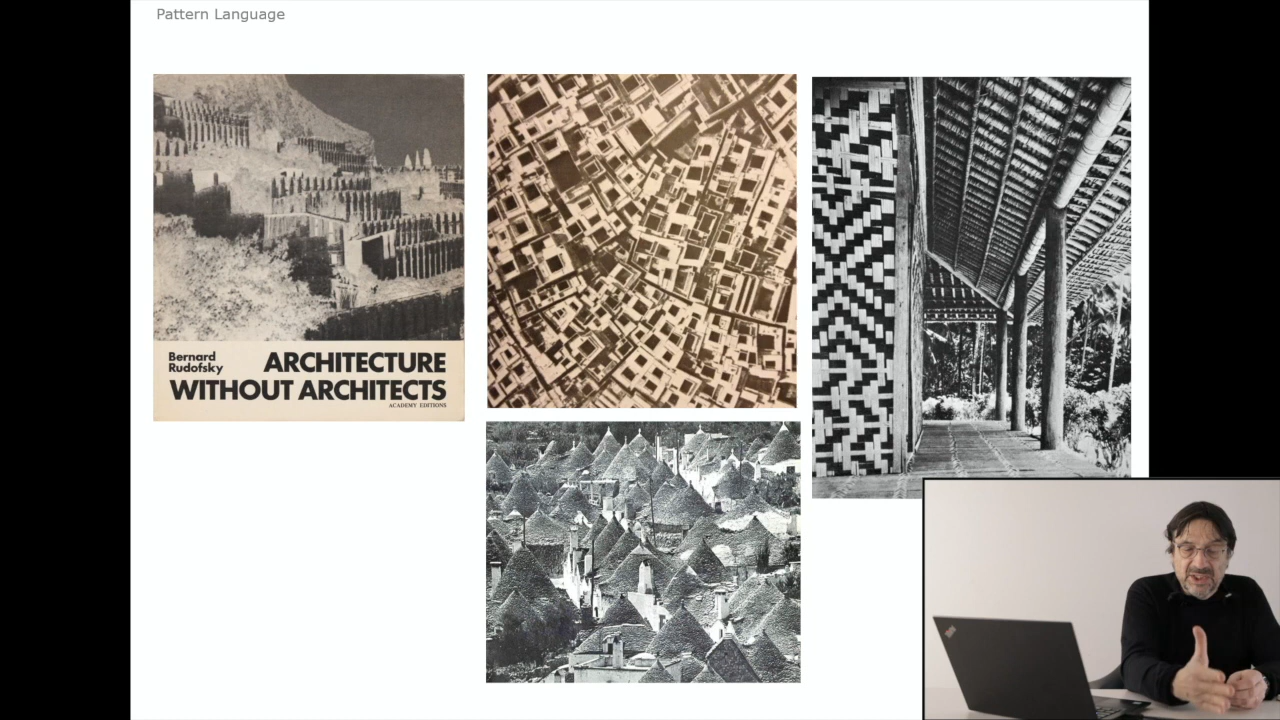 Pattern Language
Bernard
Rudofsky
ARCHITECTURE
WITHOUT ARCHITECTS
ACADEMY EDITIONS